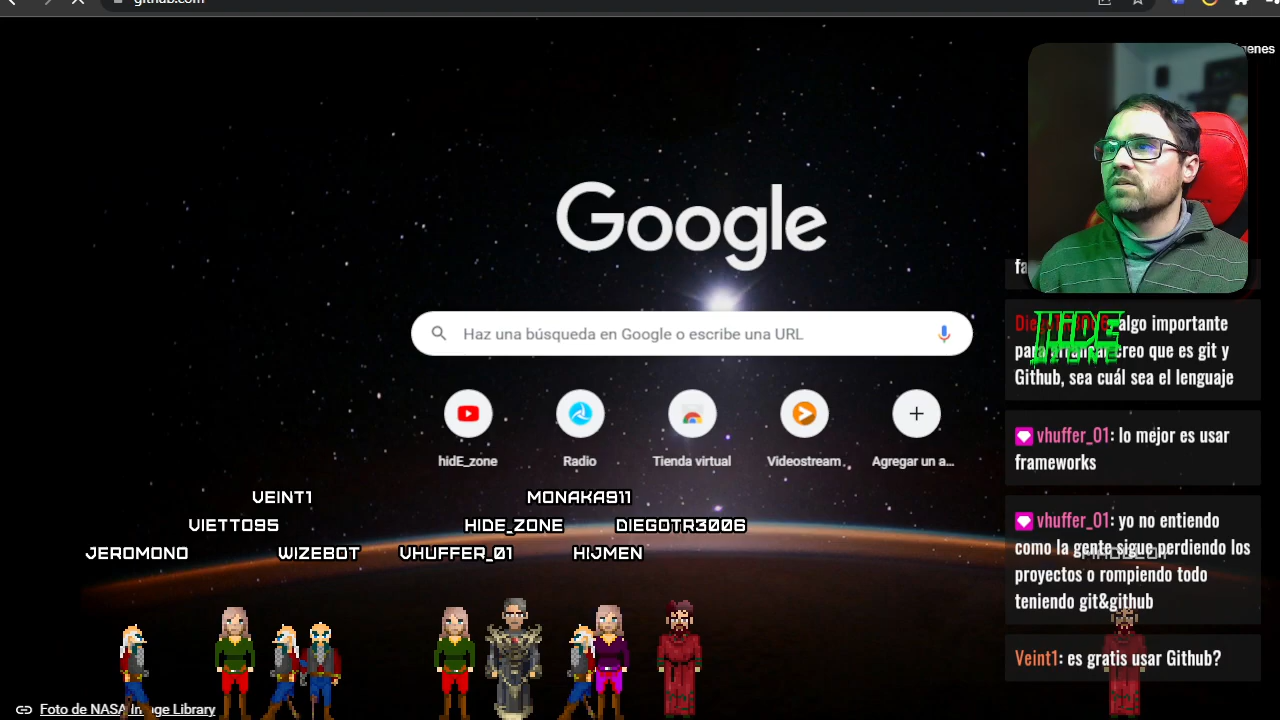 github.com
Google
Haz una búsqueda en Google o escribe una URL
hidE_zone
Radio
Tienda virtual
Videostream...
Agregar un a...
VEINT1
MONAKA911
VIETTO95
HIDE_ZONE
DIEGOTR3006
JEROMONO
WIZEBOT
VHUFFER_01
HIJMEN
Foto de NASA Image Library
HIDE
algo importante
creo que es git y
Github, sea cuál sea el lenguaje
vhuffer_01: lo mejor es usar
frameworks
vhuffer_01: yo no entiendo
como la gente sigue perdiendo los
proyectos o rompiendo todo
teniendo git&github
Veint1: es gratis usar Github?